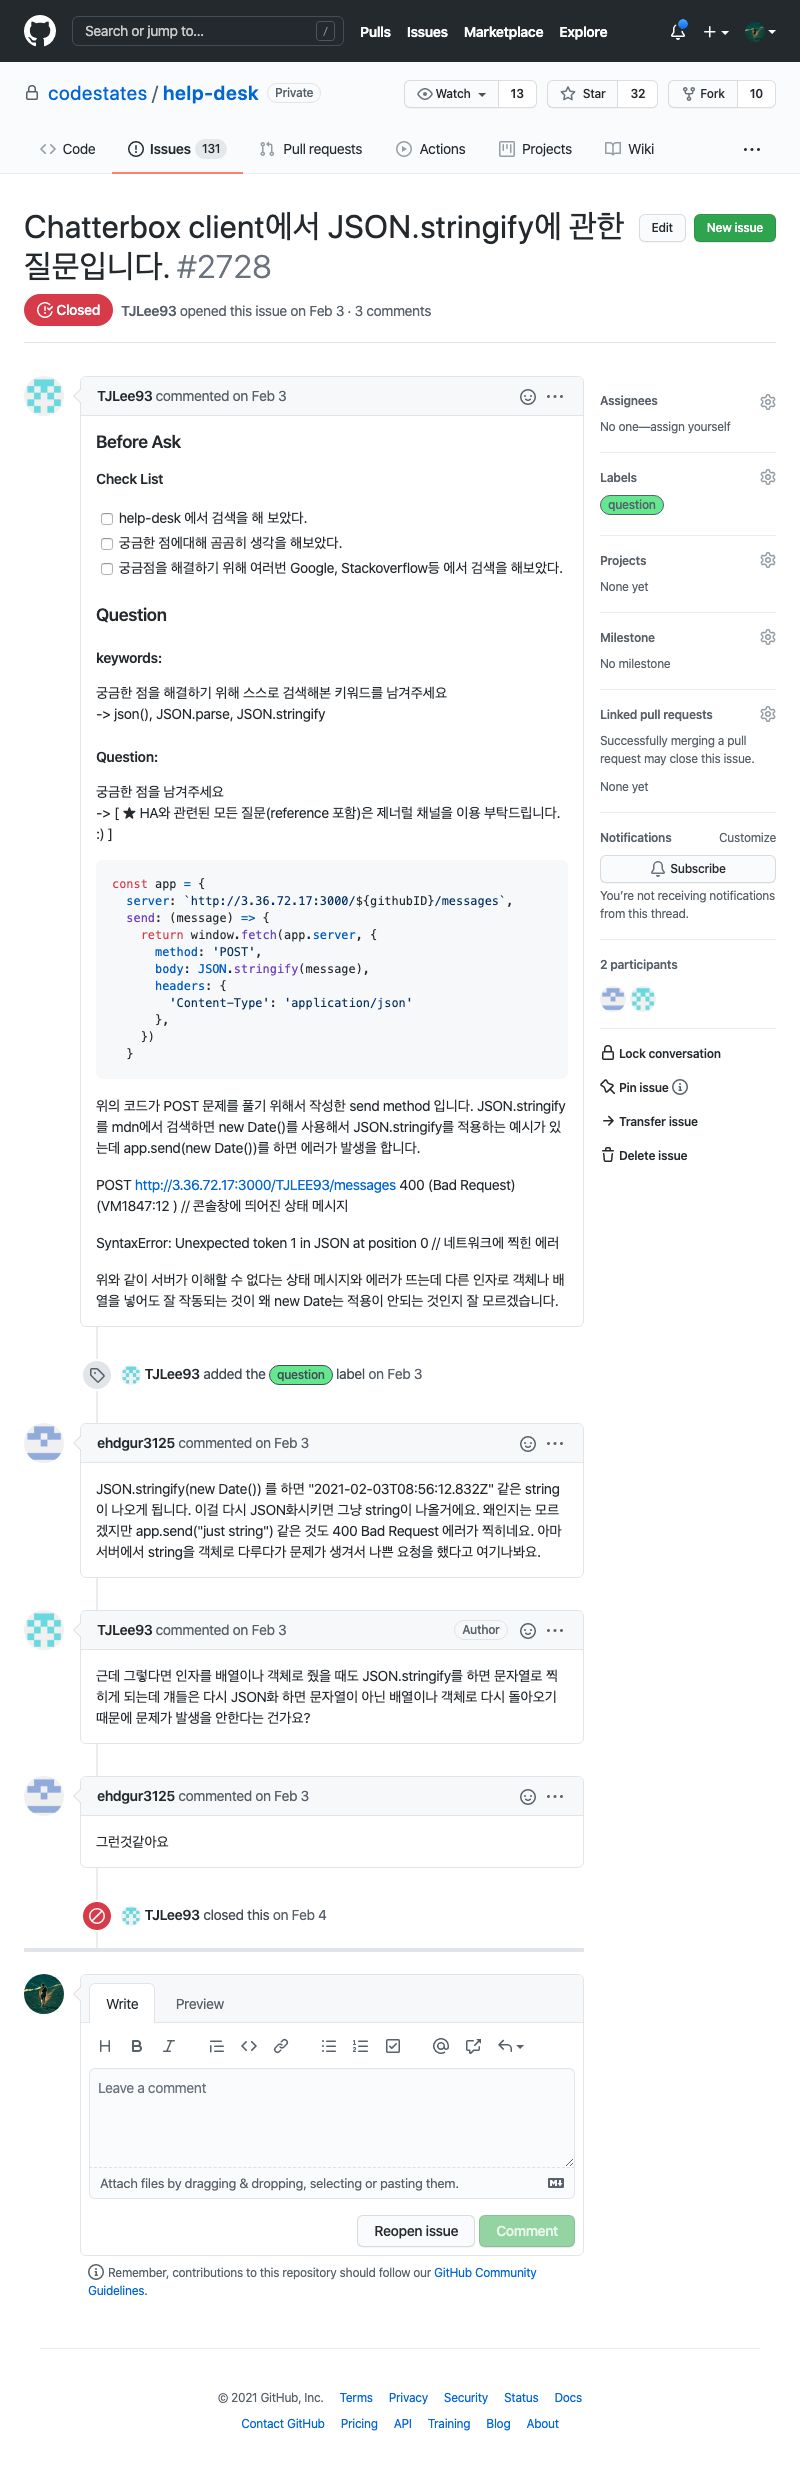 Search or jump to...
/
Pulls
Issues
Marketplace
Explore
codestates / help-desk
Private
Watch
13
Star
32
Fork
10
Code
Issues 131
Pull requests
Actions
Projects
Wiki
Chatterbox client에서 JSON.stringify에 관한
질문입니다. #2728
Edit
New issue
Closed
TJLee93 opened this issue on Feb 3 · 3 comments
TJLee93 commented on Feb 3
Before Ask
Check List
help-desk 에서 검색을 해 보았다.
궁금한 점에대해 곰곰히 생각을 해보았다.
궁금점을 해결하기 위해 여러번 Google, Stackoverflow등 에서 검색을 해보았다.
Question
keywords:
궁금한 점을 해결하기 위해 스스로 검색해본 키워드를 남겨주세요
-> json(), JSON.parse, JSON.stringify
Question:
궁금한 점을 남겨주세요
-> [ ★ HA와 관련된 모든 질문(reference 포함)은 제너럴 채널을 이용 부탁드립니다.
:) ]
const app = {
server: `http://3.36.72.17:3000/${githubID}/messages`,
send: (message) => {
return window.fetch(app.server, {
method: 'POST',
body: JSON.stringify(message),
headers: {
'Content-Type': 'application/json'
},
})
}
위의 코드가 POST 문제를 풀기 위해서 작성한 send method 입니다. JSON.stringify
를 mdn에서 검색하면 new Date()를 사용해서 JSON.stringify를 적용하는 예시가 있
는데 app.send(new Date())를 하면 에러가 발생을 합니다.
POST http://3.36.72.17:3000/TJLEE93/messages 400 (Bad Request)
(VM1847:12 ) // 콘솔창에 띄어진 상태 메시지
SyntaxError: Unexpected token 1 in JSON at position 0 // 네트워크에 찍힌 에러
위와 같이 서버가 이해할 수 없다는 상태 메시지와 에러가 뜨는데 다른 인자로 객체나 배
열을 넣어도 잘 작동되는 것이 왜 new Date는 적용이 안되는 것인지 잘 모르겠습니다.
TJLee93 added the question label on Feb 3
ehdgur3125 commented on Feb 3
JSON.stringify(new Date()) 를 하면 "2021-02-03T08:56:12.832Z" 같은 string
이 나오게 됩니다. 이걸 다시 JSON화시키면 그냥 string이 나올거에요. 왜인지는 모르
겠지만 app.send("just string") 같은 것도 400 Bad Request 에러가 찍히네요. 아마
서버에서 string을 객체로 다루다가 문제가 생겨서 나쁜 요청을 했다고 여기나봐요.
TJLee93 commented on Feb 3
Author
근데 그렇다면 인자를 배열이나 객체로 줬을 때도 JSON.stringify를 하면 문자열로 찍
히게 되는데 걔들은 다시 JSON화 하면 문자열이 아닌 배열이나 객체로 다시 돌아오기
때문에 문제가 발생을 안한다는 건가요?
ehdgur3125 commented on Feb 3
그런것같아요
TJLee93 closed this on Feb 4
Assignees
No one—assign yourself
Labels
question
Projects
None yet
Milestone
No milestone
Linked pull requests
Successfully merging a pull
request may close this issue.
None yet
Notifications
Customize
Subscribe
You're not receiving notifications
from this thread.
2 participants
Lock conversation
Pin issue
Transfer issue
Delete issue
Write
Preview
Leave a comment
Attach files by dragging & dropping, selecting or pasting them.
Reopen issue
Comment
Remember, contributions to this repository should follow our GitHub Community
Guidelines.
© 2021 GitHub, Inc.
Terms
Privacy
Security
Status
Docs
Contact GitHub
Pricing
API
Training
Blog
About